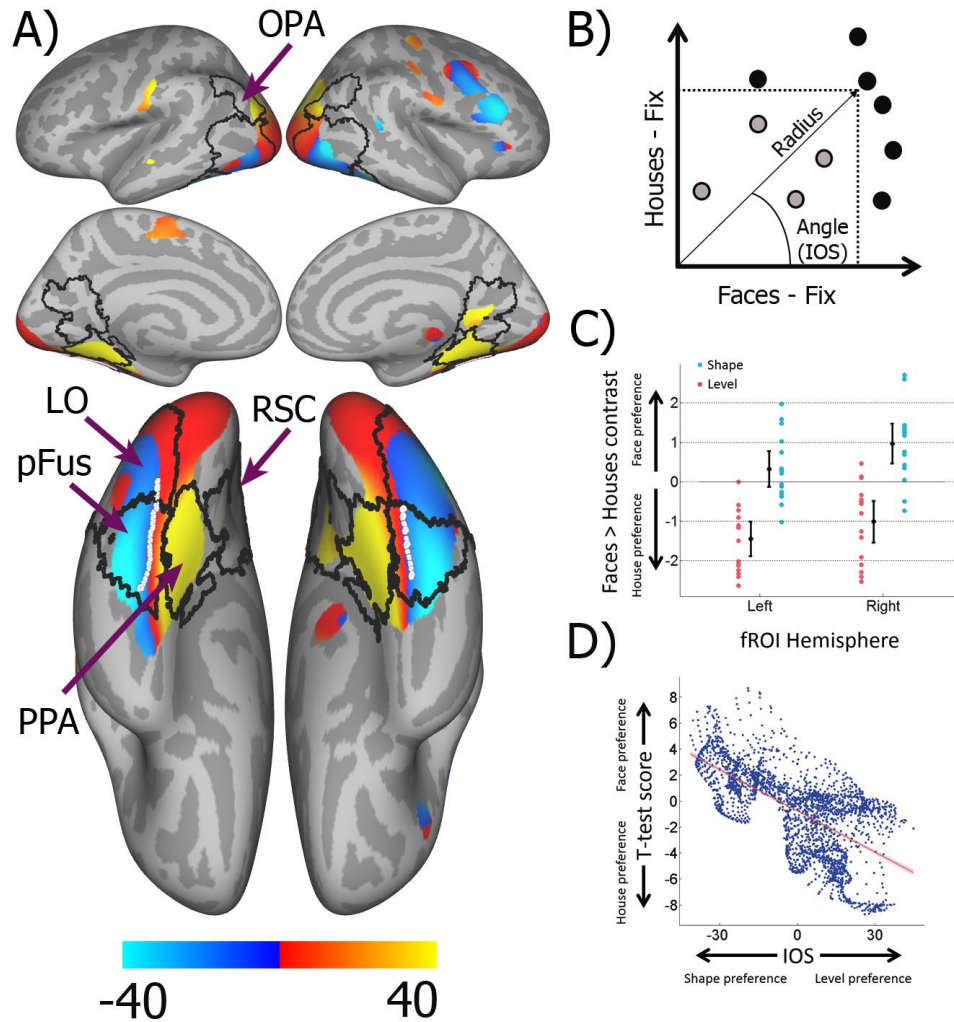 A)
OPA
LO
pFus
RSC
PPA
-40
40
B)
Houses - Fix
Radius
Angle
(IOS)
Faces - Fix
C)
Shape
Level
Faces > Houses contrast
Face preference
House preference
2
1
0
-1
-2
Left
Right
fROI Hemisphere
D)
T-test score
Face preference
House preference
8
6
4
2
0
-2
-4
-6
-8
-30
0
30
IOS
Shape preference
Level preference